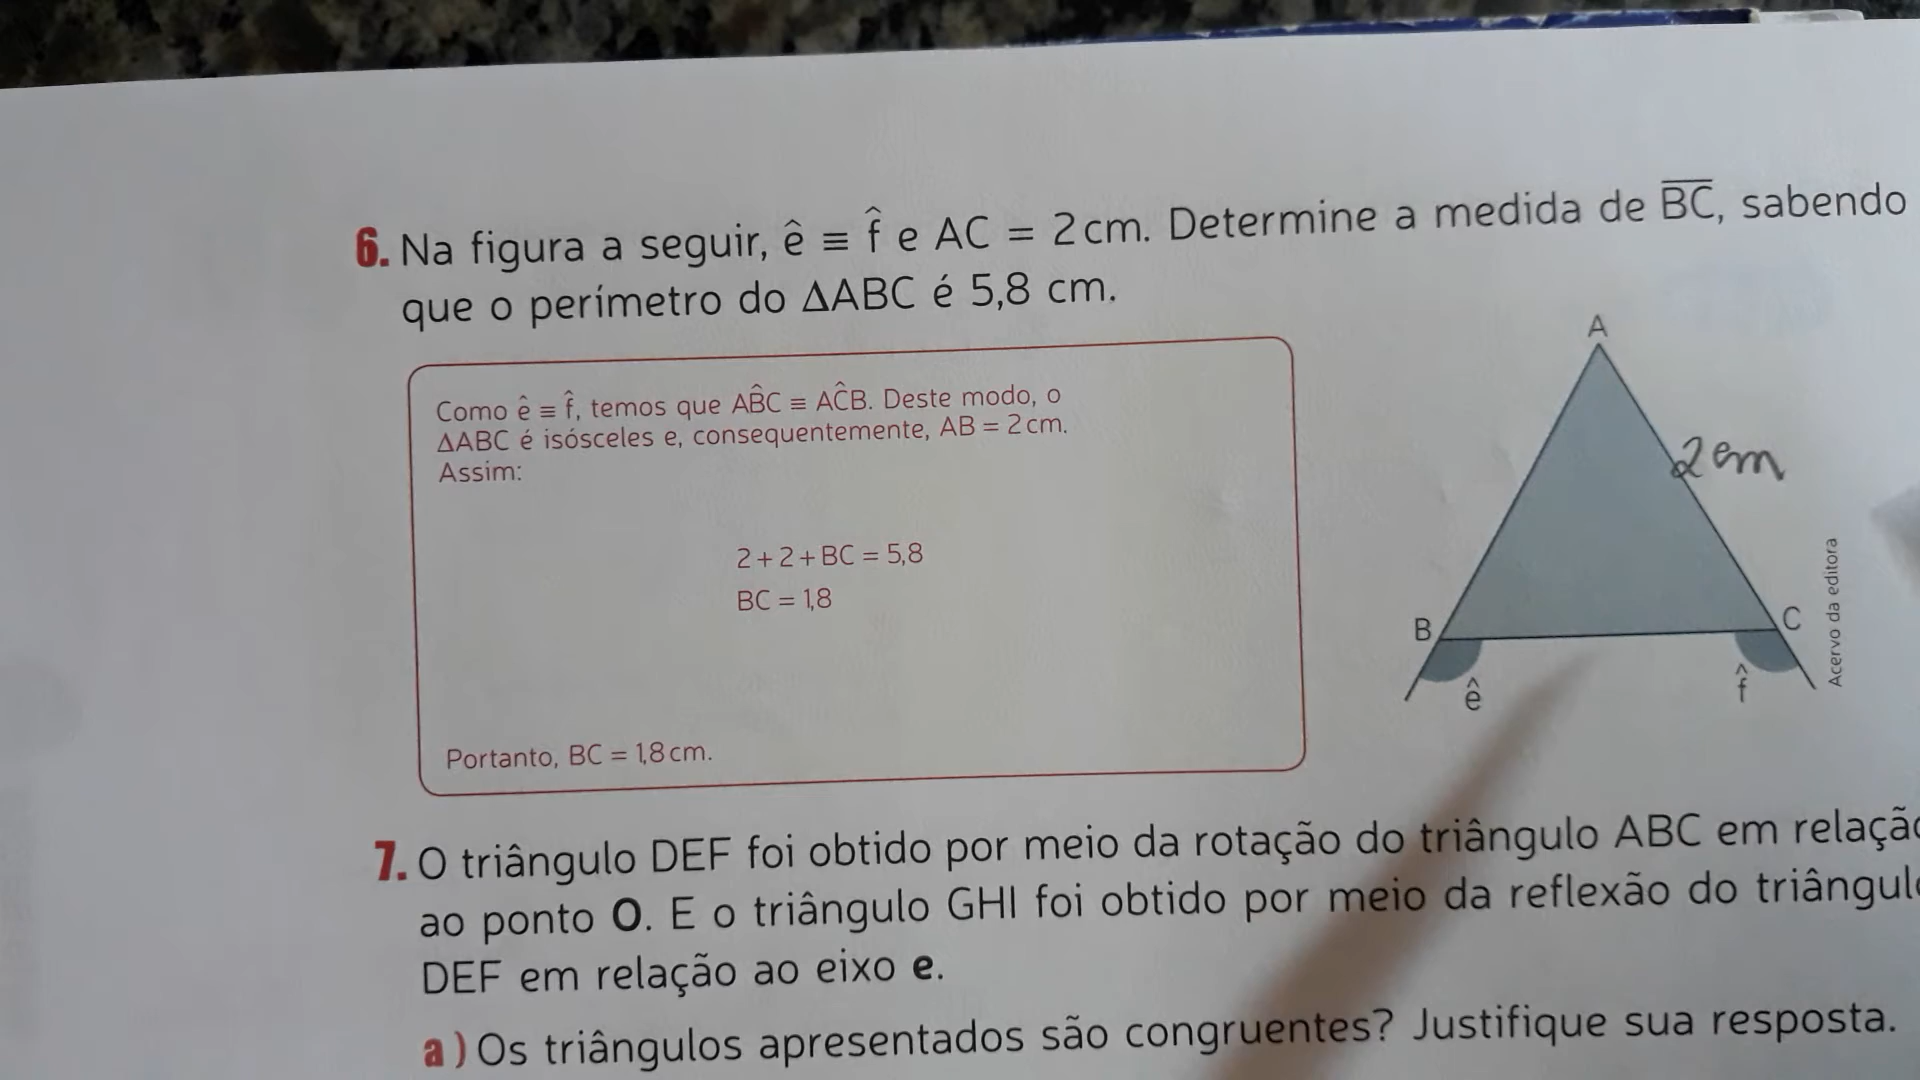 6. Na figura a seguir, ê ≡ f̂ e AC = 2 cm. Determine a medida de B̅C̅, sabendo
que o perímetro do ΔABC é 5,8 cm.
Como ê ≡ f̂, temos que AB̂C ≡ AĈB. Deste modo, o
ΔABC é isósceles e, consequentemente, AB = 2 cm.
Assim:
2 + 2 + BC = 5,8
BC = 1,8
Portanto, BC = 1,8 cm.
A
2 cm
B
C
ê
f̂
Acervo da editora
7. O triângulo DEF foi obtido por meio da rotação do triângulo ABC em relação
ao ponto O. E o triângulo GHI foi obtido por meio da reflexão do triângulo
DEF em relação ao eixo e.
a) Os triângulos apresentados são congruentes? Justifique sua resposta.